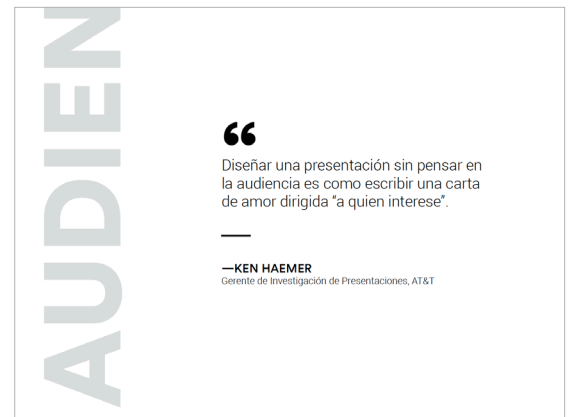 AUDIEN
“
Diseñar una presentación sin pensar en
la audiencia es como escribir una carta
de amor dirigida “a quien interese”.
—KEN HAEMER
Gerente de Investigación de Presentaciones, AT&T